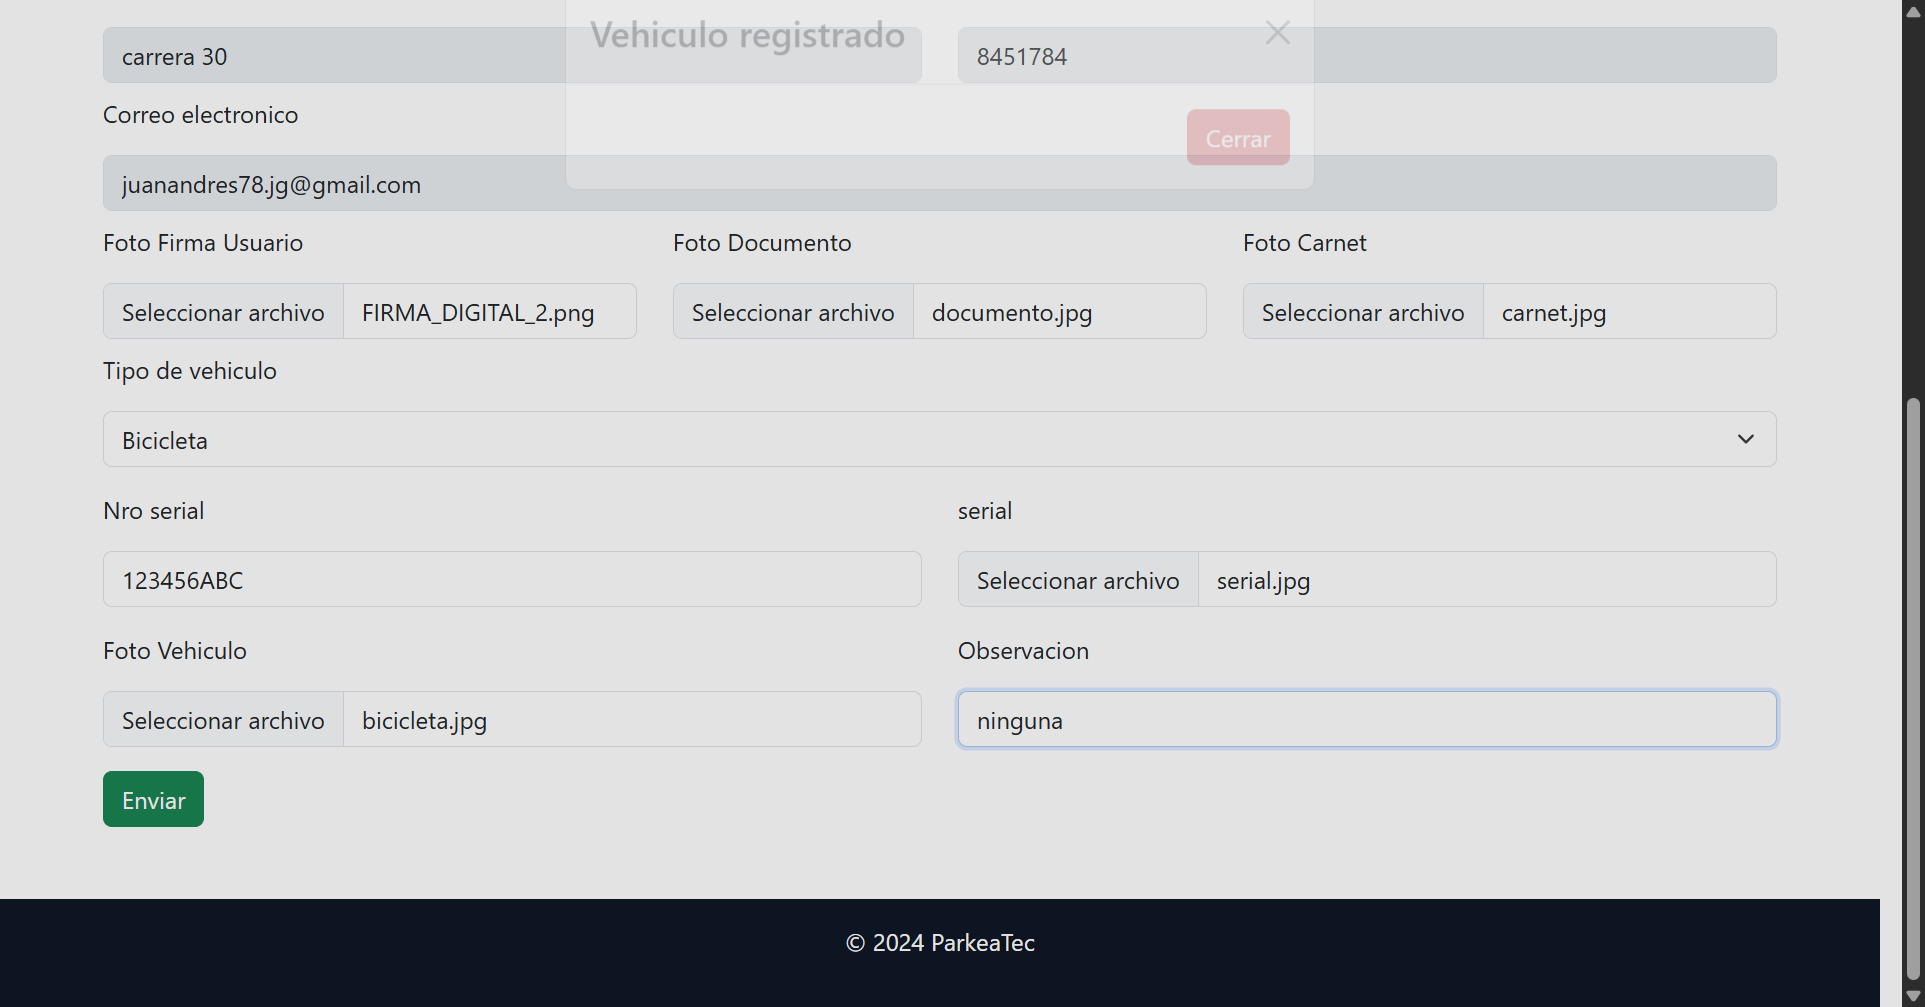 Vehiculo registrado
carrera 30
8451784
Correo electronico
Cerrar
juanandres78.jg@gmail.com
Foto Firma Usuario
Foto Documento
Foto Carnet
Seleccionar archivo FIRMA_DIGITAL_2.png
Seleccionar archivo documento.jpg
Seleccionar archivo carnet.jpg
Tipo de vehiculo
Bicicleta
Nro serial
serial
123456ABC
Seleccionar archivo serial.jpg
Foto Vehiculo
Observacion
Seleccionar archivo bicicleta.jpg
ninguna
Enviar
© 2024 ParkeaTec